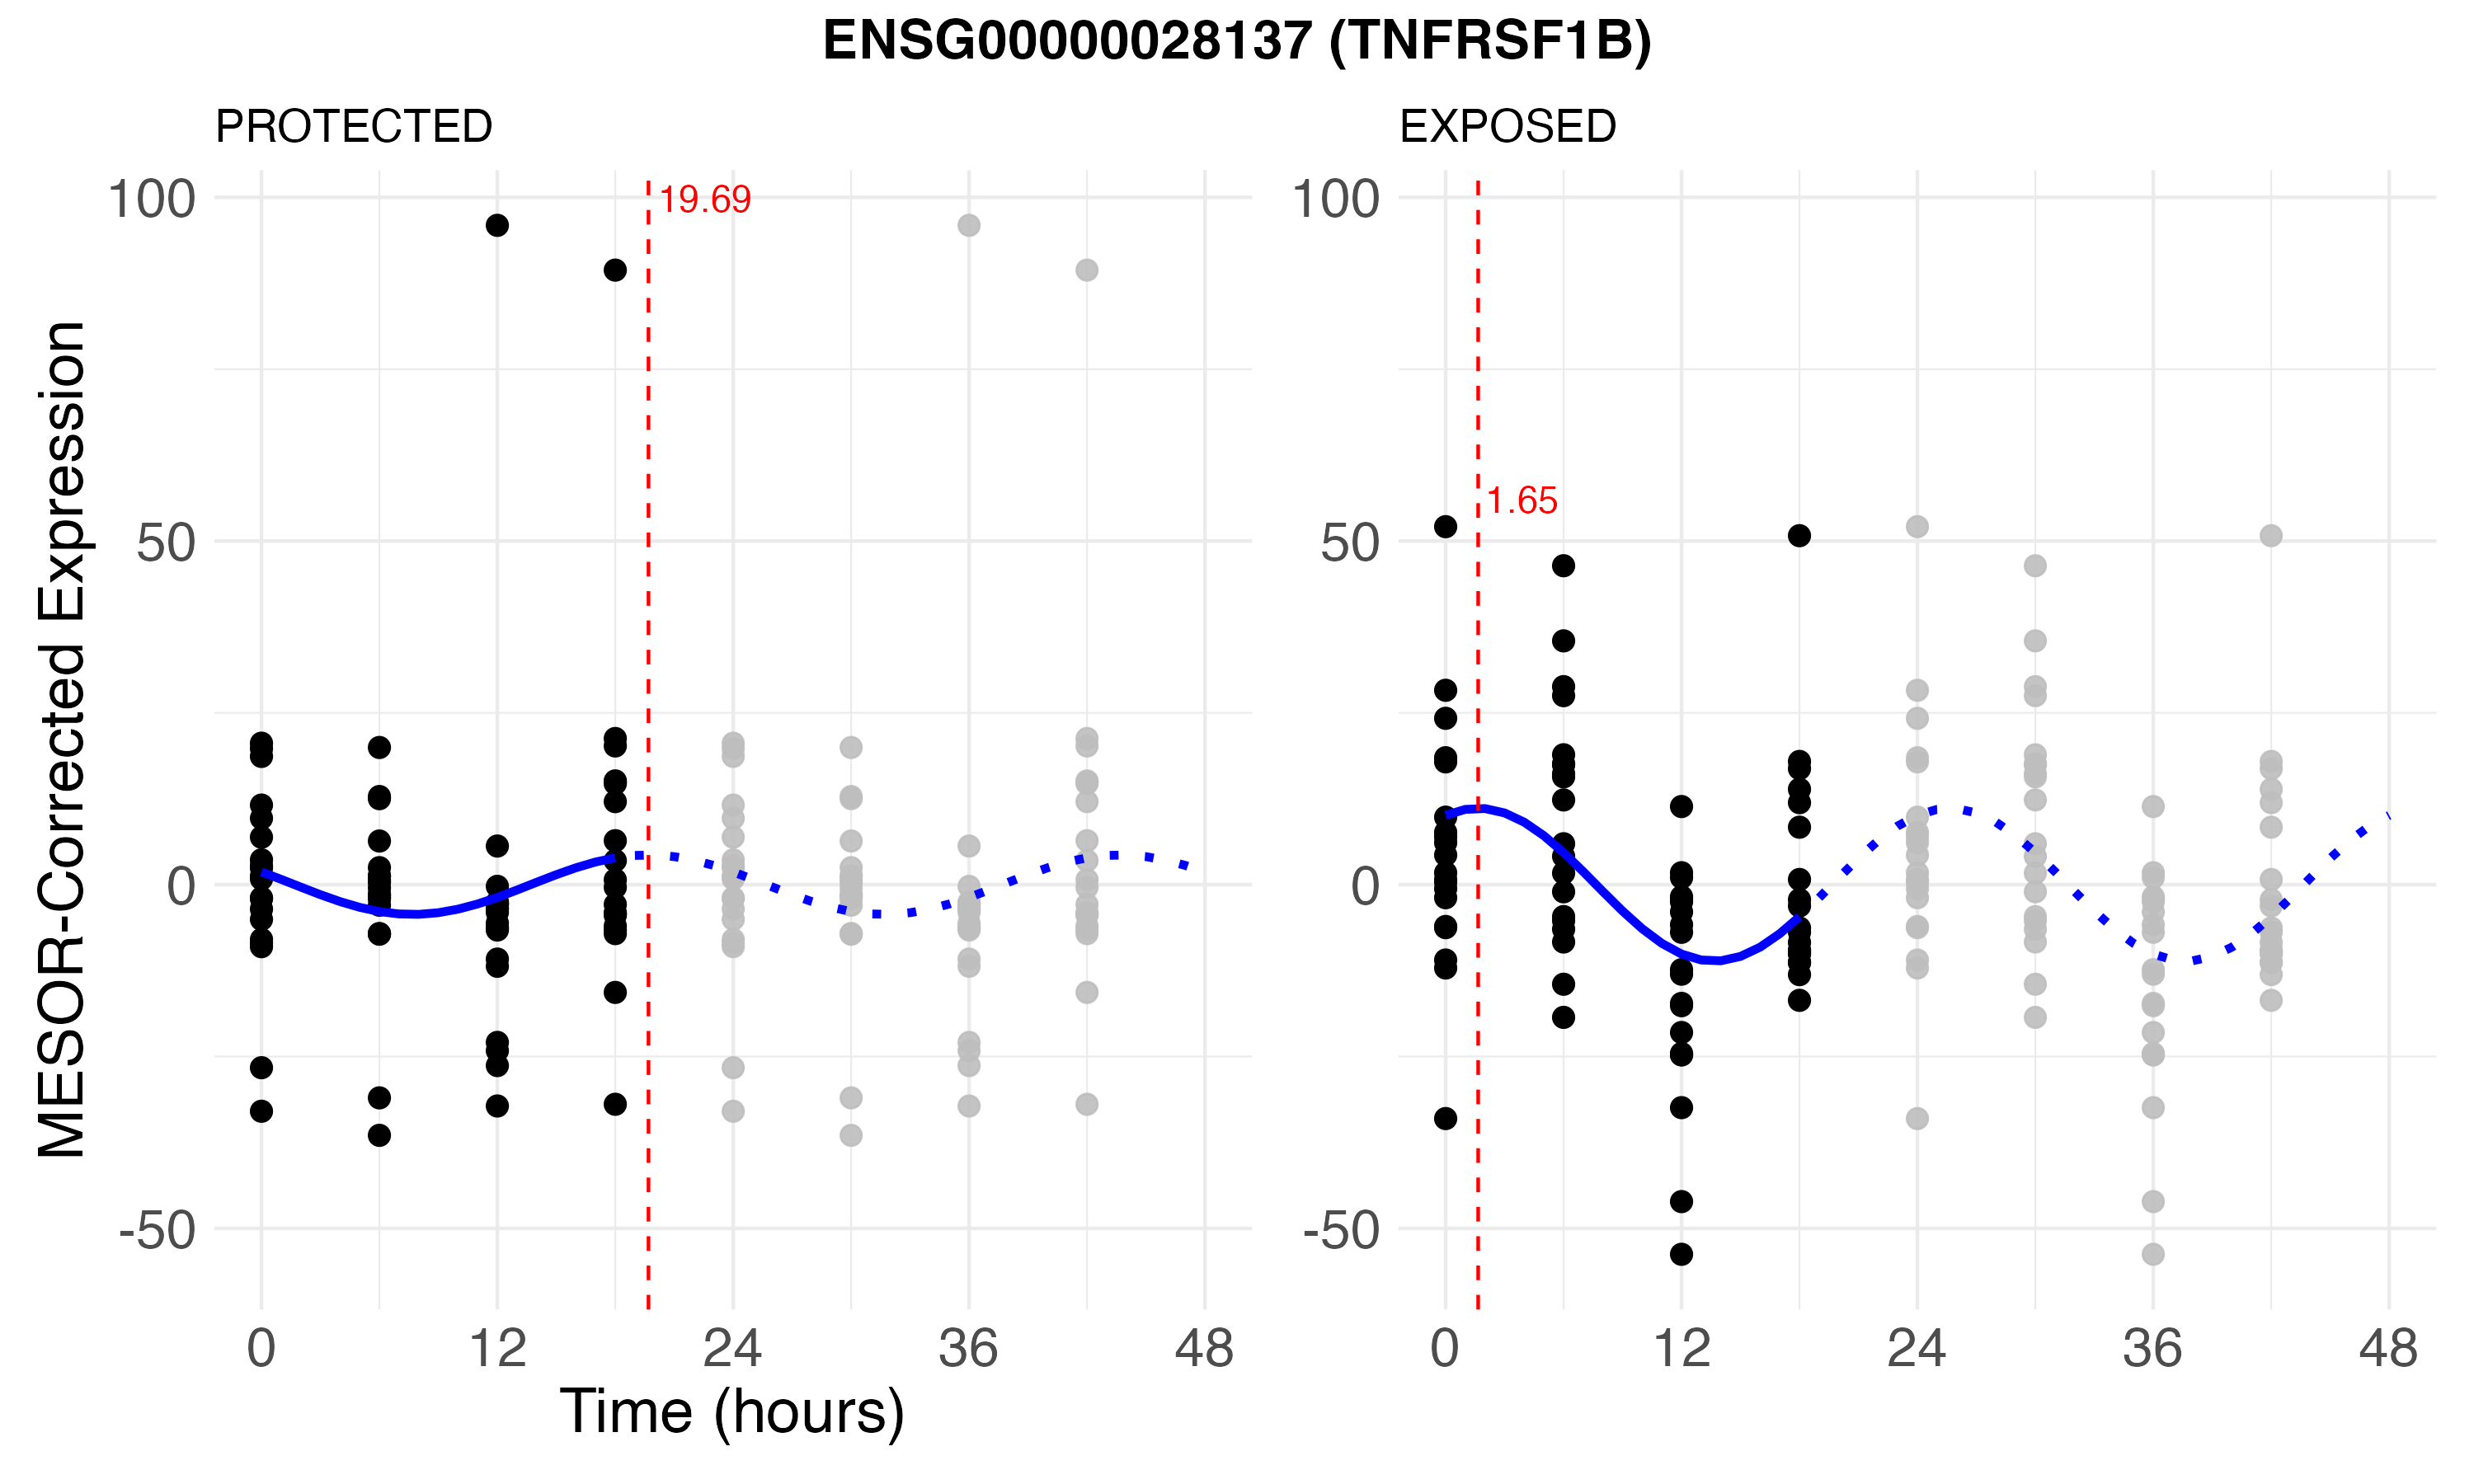 ENSG00000028137 (TNFRSF1B)
PROTECTED
EXPOSED
MESOR-Corrected Expression
100
50
0
-50
19.69
0 12 24 36 48
100
50
0
-50
1.65
0 12 24 36 48
Time (hours)